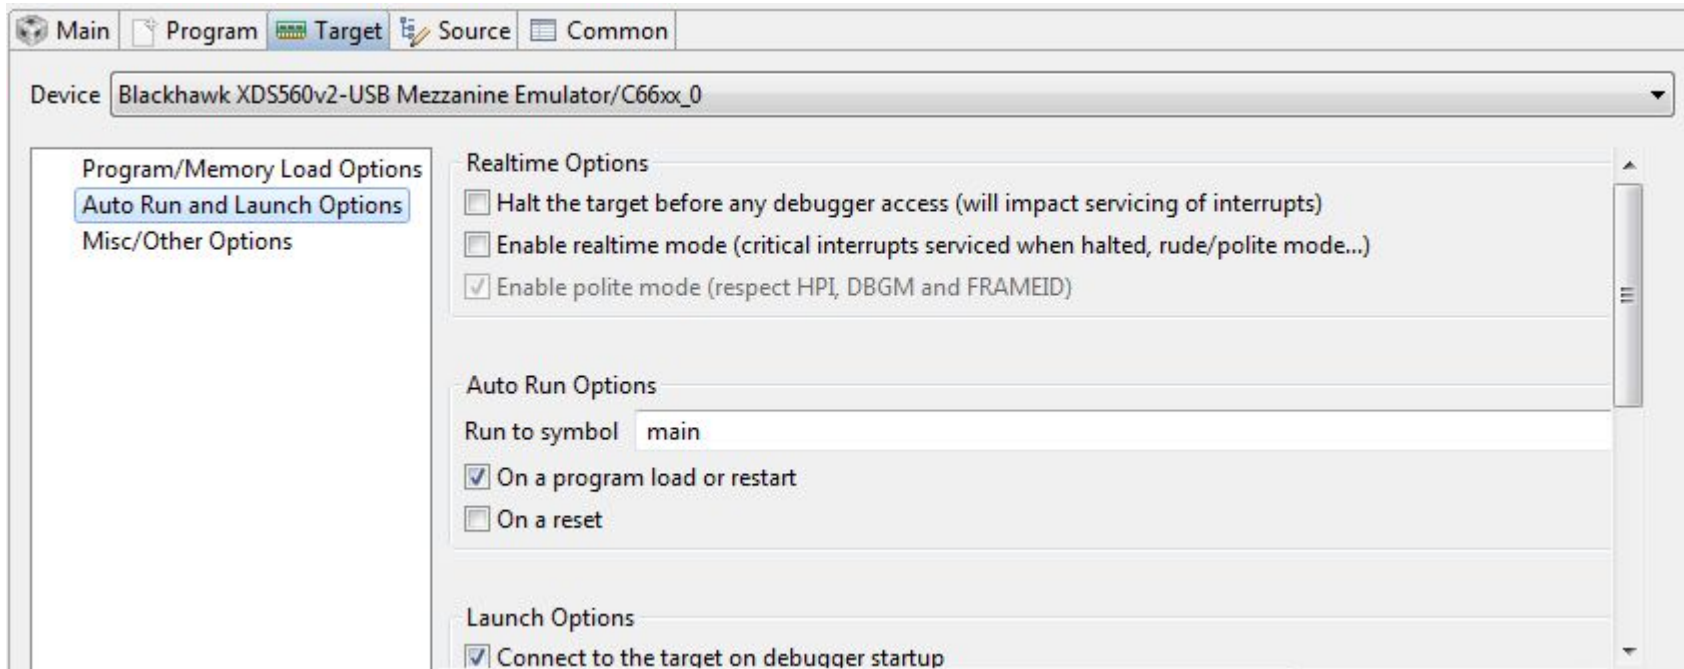 Main Program Target Source Common
Device Blackhawk XDS560v2-USB Mezzanine Emulator/C66xx_0
Program/Memory Load Options
Auto Run and Launch Options
Misc/Other Options
Realtime Options
Halt the target before any debugger access (will impact servicing of interrupts)
Enable realtime mode (critical interrupts serviced when halted, rude/polite mode...)
Enable polite mode (respect HPI, DBGM and FRAMEID)
Auto Run Options
Run to symbol main
On a program load or restart
On a reset
Launch Options
Connect to the target on debugger startup